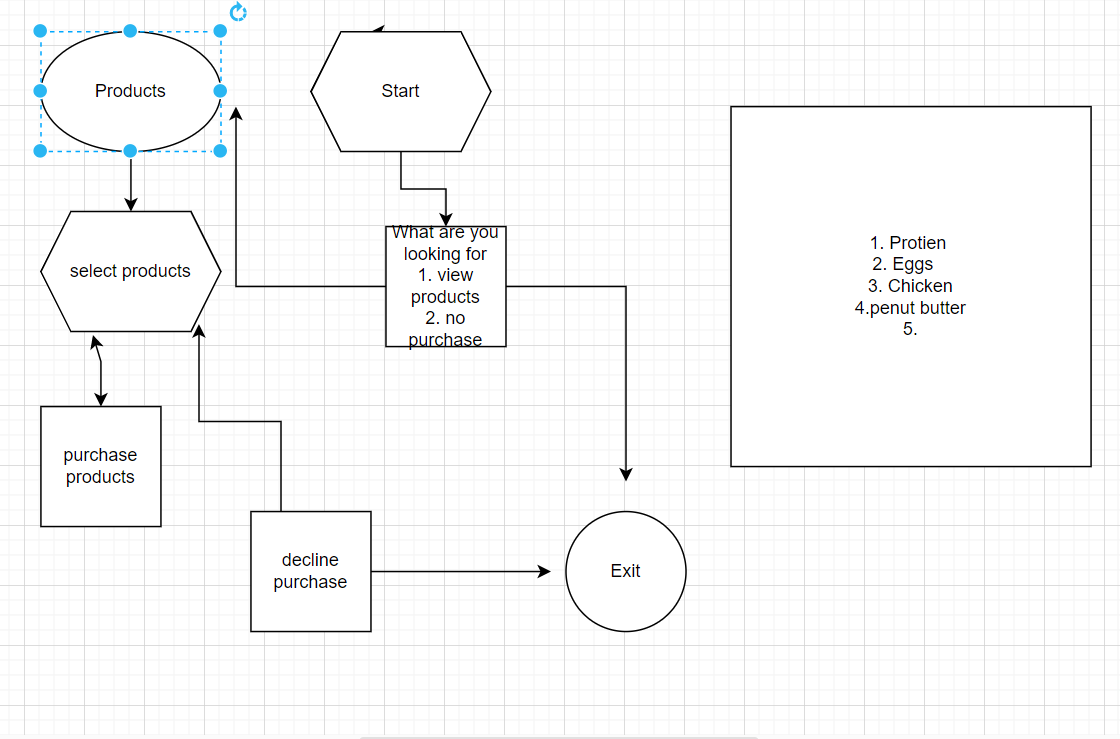 Products
Start
What are you
looking for
1. view
products
2. no
purchase
select products
1. Protien
2. Eggs
3. Chicken
4.penut butter
5.
purchase
products
decline
purchase
Exit